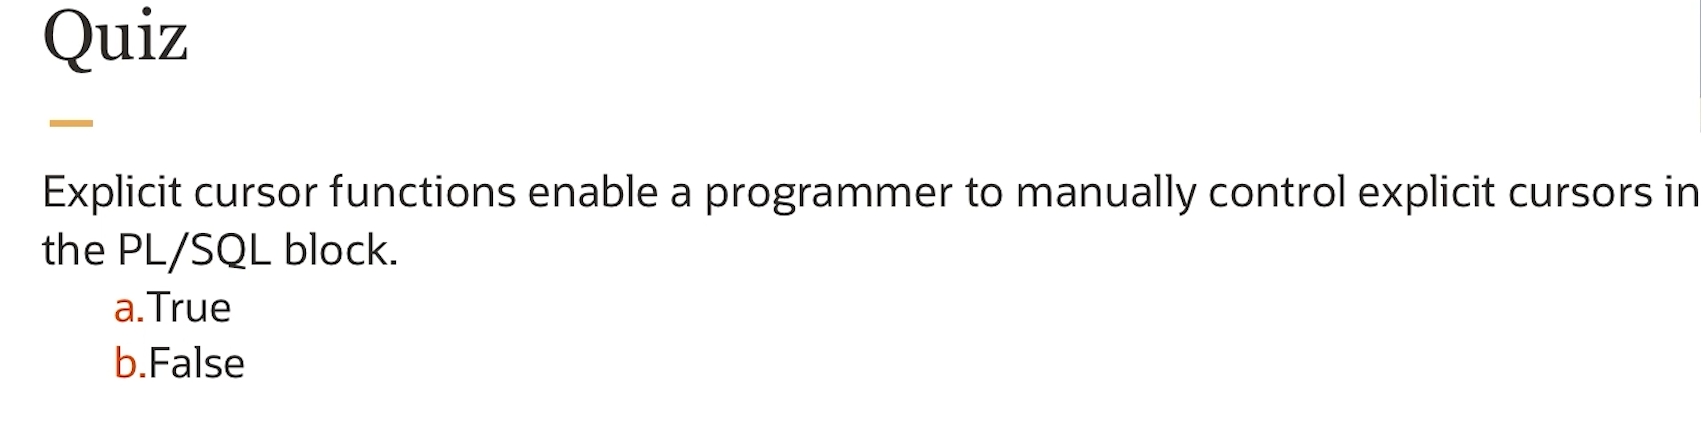 Quiz
Explicit cursor functions enable a programmer to manually control explicit cursors in
the PL/SQL block.
a.True
b.False